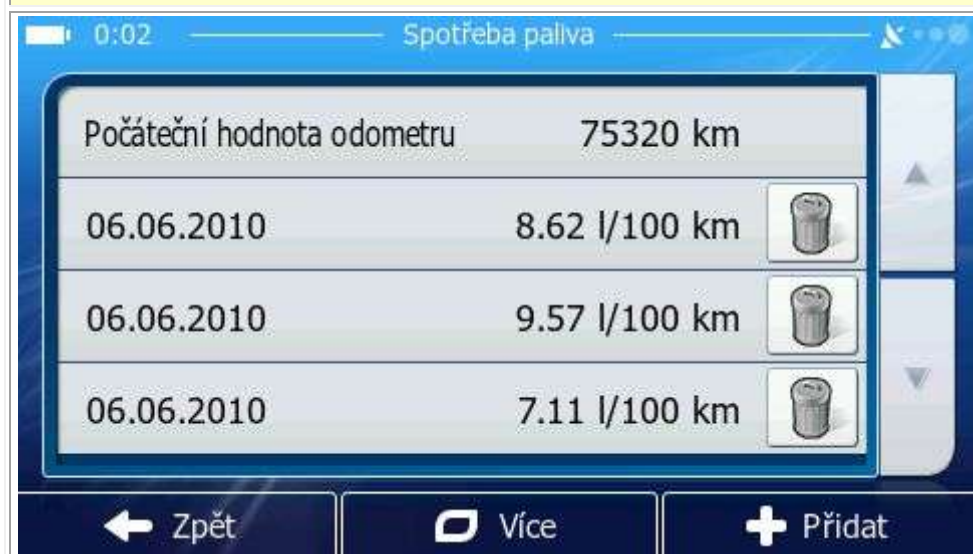 0:02 Spotřeba paliva
Počáteční hodnota odometru 75320 km
06.06.2010 8.62 l/100 km
06.06.2010 9.57 l/100 km
06.06.2010 7.11 l/100 km
Zpět Více Přidat